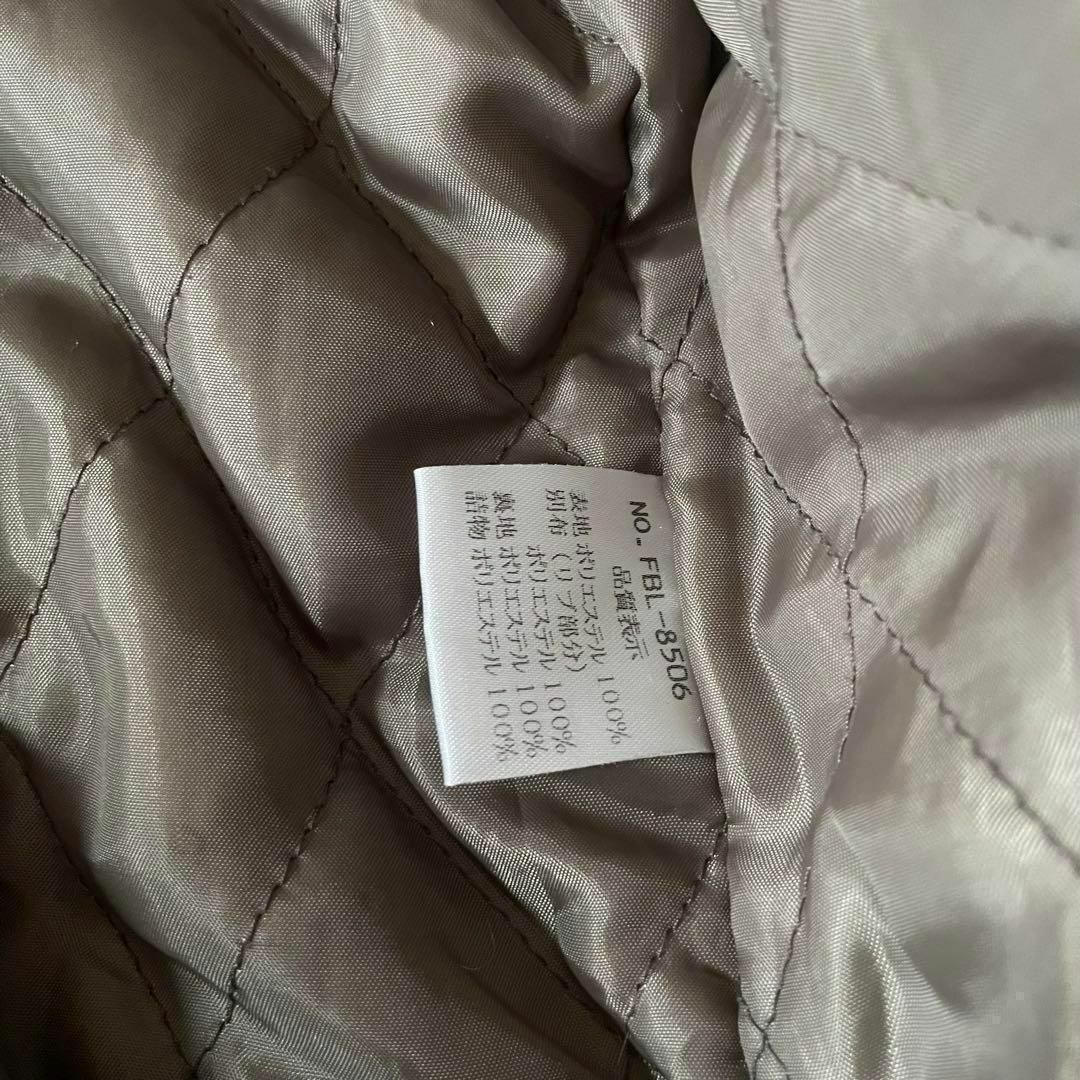 NO. FBL-8506
品質表示
表地 ポリエステル 100%
別布（リブ部分）
ポリエステル 100%
裏地 ポリエステル 100%
詰物 ポリエステル 100%